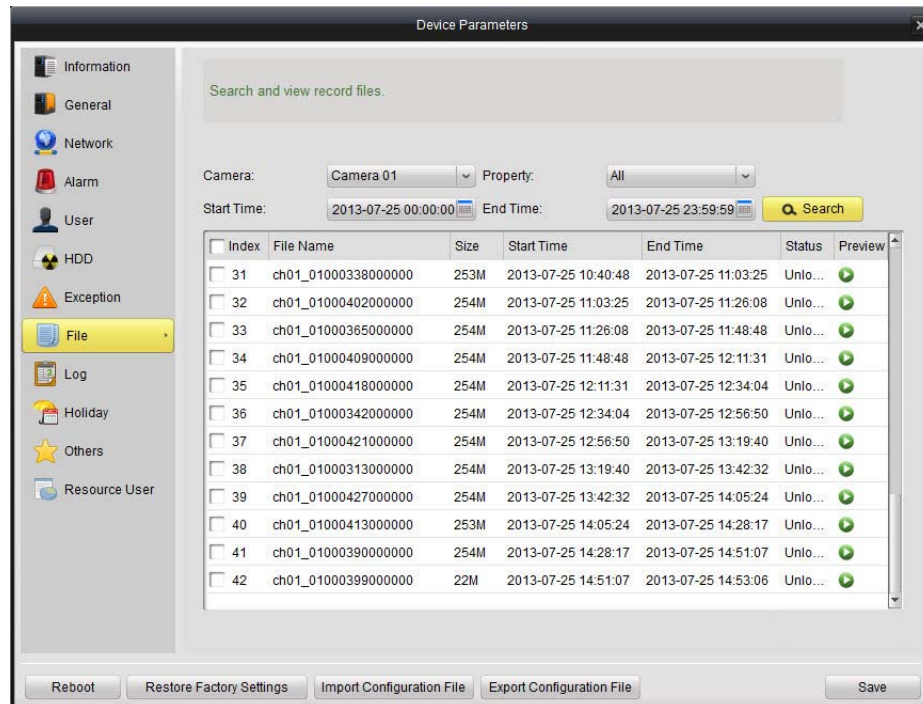 Device Parameters
Information
General
Network
Alarm
User
HDD
Exception
File
Log
Holiday
Others
Resource User
Search and view record files.
Camera: Camera 01 Property: All
Start Time: 2013-07-25 00:00:00 End Time: 2013-07-25 23:59:59 Search
Index File Name Size Start Time End Time Status Preview
31 ch01_01000338000000 253M 2013-07-25 10:40:48 2013-07-25 11:03:25 Unlo...
32 ch01_01000402000000 254M 2013-07-25 11:03:25 2013-07-25 11:26:08 Unlo...
33 ch01_01000365000000 254M 2013-07-25 11:26:08 2013-07-25 11:48:48 Unlo...
34 ch01_01000409000000 254M 2013-07-25 11:48:48 2013-07-25 12:11:31 Unlo...
35 ch01_01000418000000 254M 2013-07-25 12:11:31 2013-07-25 12:34:04 Unlo...
36 ch01_01000342000000 254M 2013-07-25 12:34:04 2013-07-25 12:56:50 Unlo...
37 ch01_01000421000000 254M 2013-07-25 12:56:50 2013-07-25 13:19:40 Unlo...
38 ch01_01000313000000 254M 2013-07-25 13:19:40 2013-07-25 13:42:32 Unlo...
39 ch01_01000427000000 254M 2013-07-25 13:42:32 2013-07-25 14:05:24 Unlo...
40 ch01_01000413000000 253M 2013-07-25 14:05:24 2013-07-25 14:28:17 Unlo...
41 ch01_01000390000000 254M 2013-07-25 14:28:17 2013-07-25 14:51:07 Unlo...
42 ch01_01000399000000 22M 2013-07-25 14:51:07 2013-07-25 14:53:06 Unlo...
Reboot Restore Factory Settings Import Configuration File Export Configuration File Save